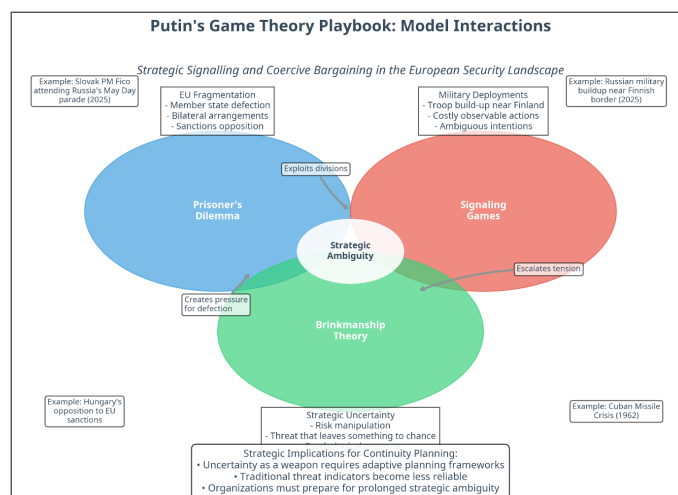 Putin's Game Theory Playbook: Model Interactions
Strategic Signalling and Coercive Bargaining in the European Security Landscape
Example: Slovak PM Fico
attending Russia's May Day
parade (2025)
EU Fragmentation
- Member state defection
- Bilateral arrangements
- Sanctions opposition
Military Deployments
- Troop build-up near Finland
- Costly observable actions
- Ambiguous intentions
Example: Russian military
buildup near Finnish
border (2025)
Exploits divisions
Prisoner's
Dilemma
Signaling
Games
Strategic
Ambiguity
Escalates tension
Creates pressure
for defection
Brinkmanship
Theory
Example: Hungary's
opposition to EU
sanctions
Example: Cuban Missile
Crisis (1962)
Strategic Uncertainty
- Risk manipulation
- Threat that leaves something to chance
Strategic Implications for Continuity Planning:
• Uncertainty as a weapon requires adaptive planning frameworks
• Traditional threat indicators become less reliable
• Organizations must prepare for prolonged strategic ambiguity